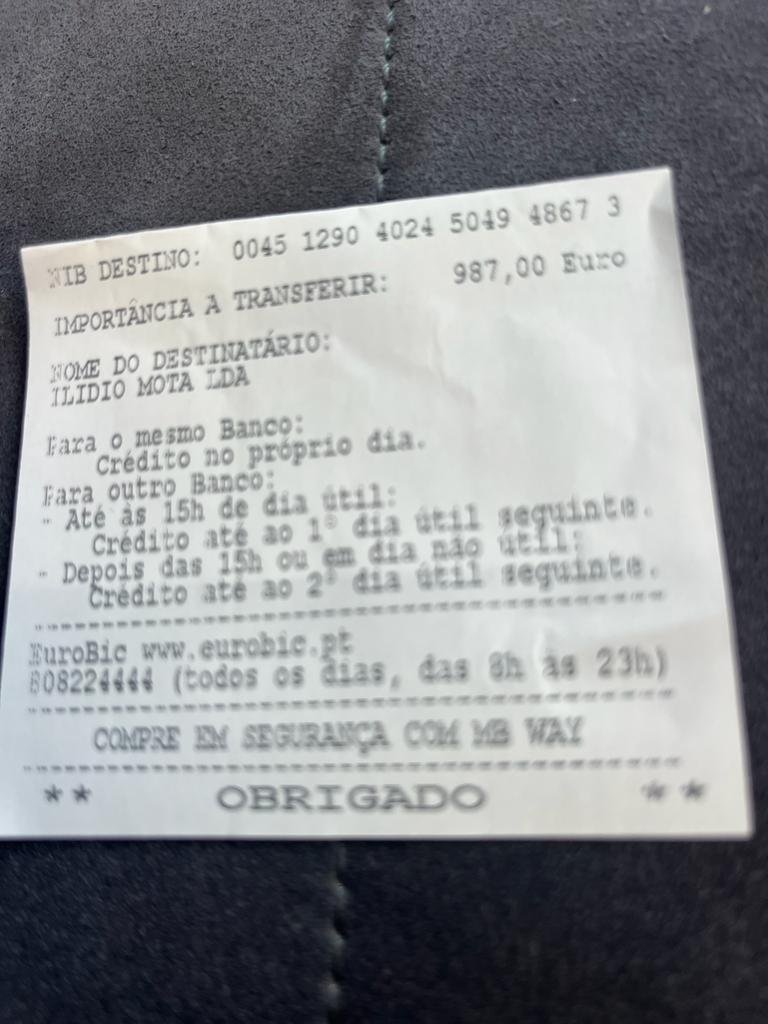 NIB DESTINO: 0045 1290 4024 5049 4867 3
IMPORTÂNCIA A TRANSFERIR: 987,00 Euro
NOME DO DESTINATÁRIO:
ILIDIO MOTA LDA
Para o mesmo Banco:
Crédito no próprio dia.
Para outro Banco:
- Até às 15h de dia útil:
Crédito até ao 1º dia útil seguinte.
- Depois das 15h ou em dia não útil:
Crédito até ao 2º dia útil seguinte.
EuroBic www.eurobic.pt
808224444 (todos os dias, das 8h às 23h)
COMPRE EM SEGURANÇA COM MB WAY
** OBRIGADO **